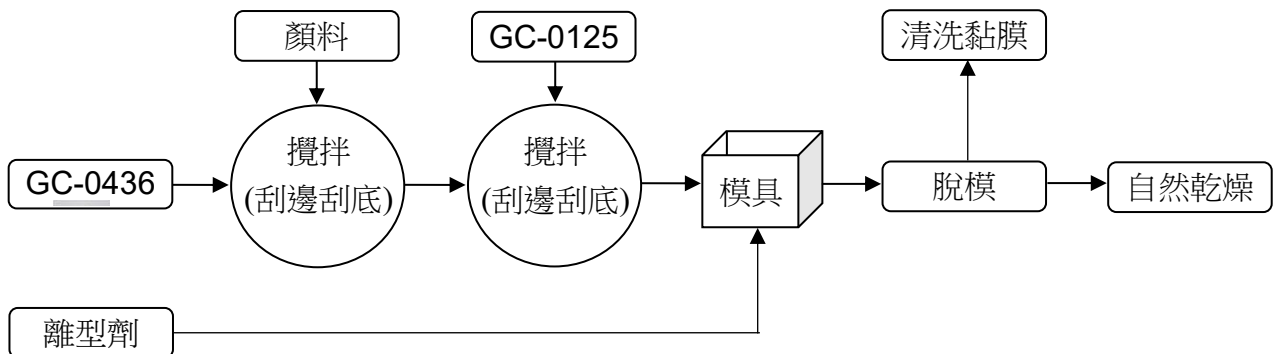 顏料
GC-0125
清洗黏膜
攪拌
(刮邊刮底)
攪拌
(刮邊刮底)
GC-0436
模具
脫模
自然乾燥
離型劑